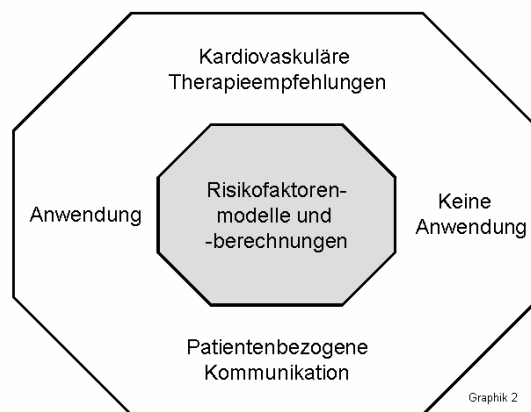 Kardiovaskuläre
Therapieempfehlungen
Anwendung
Risikofaktoren-
modelle und
-berechnungen
Keine
Anwendung
Patientenbezogene
Kommunikation
Graphik 2